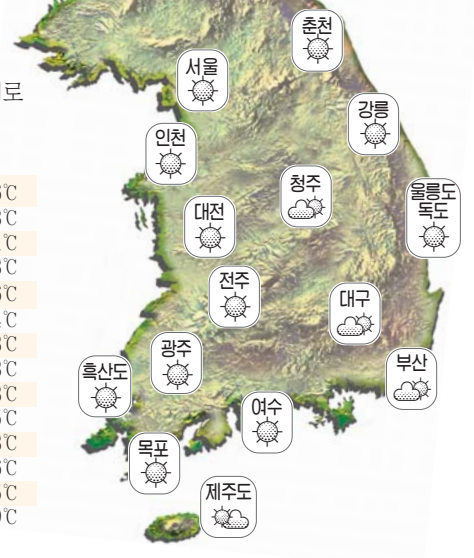 춘천
서울
로
강릉
인천
청주
울릉도
독도
대전
전주
대구
광주
부산
흑산도
여수
목포
제주도
℃
℃
℃
℃
℃
℃
℃
℃
℃
℃
℃
℃
℃
℃